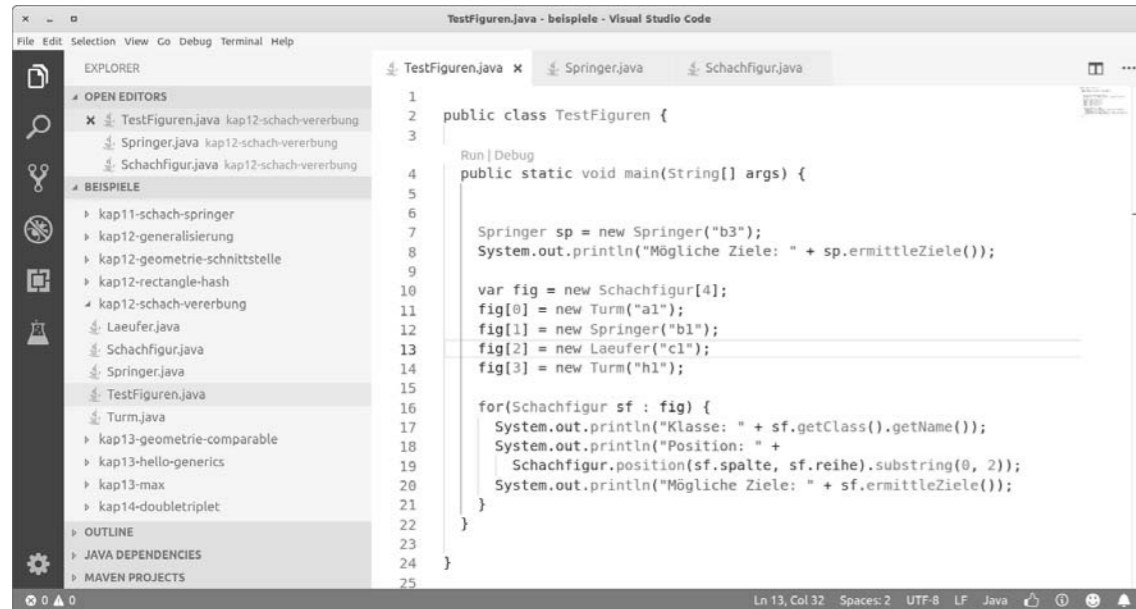 TestFiguren.java - beispiele - Visual Studio Code
File Edit Selection View Go Debug Terminal Help
EXPLORER
OPEN EDITORS
TestFiguren.java kap12-schach-vererbung
Springer.java kap12-schach-vererbung
Schachfigur.java kap12-schach-vererbung
BEISPIELE
kap11-schach-springer
kap12-generalisierung
kap12-geometrie-schnittstelle
kap12-rectangle-hash
kap12-schach-vererbung
Laeufer.java
Schachfigur.java
Springer.java
TestFiguren.java
Turm.java
kap13-geometrie-comparable
kap13-hello-generics
kap13-max
kap14-doubletriplet
OUTLINE
JAVA DEPENDENCIES
MAVEN PROJECTS
TestFiguren.java Springer.java Schachfigur.java
1
2 public class TestFiguren {
3
Run | Debug
4 public static void main(String[] args) {
5
6
7 Springer sp = new Springer("b3");
8 System.out.println("Mögliche Ziele: " + sp.ermittleZiele());
9
10 var fig = new Schachfigur[4];
11 fig[0] = new Turm("a1");
12 fig[1] = new Springer("b1");
13 fig[2] = new Laeufer("c1");
14 fig[3] = new Turm("h1");
15
16 for(Schachfigur sf : fig) {
17 System.out.println("Klasse: " + sf.getClass().getName());
18 System.out.println("Position: " +
19 Schachfigur.position(sf.spalte, sf.reihe).substring(0, 2));
20 System.out.println("Mögliche Ziele: " + sf.ermittleZiele());
21 }
22 }
23
24 }
25
0 0 Ln 13, Col 32 Spaces: 2 UTF-8 LF Java